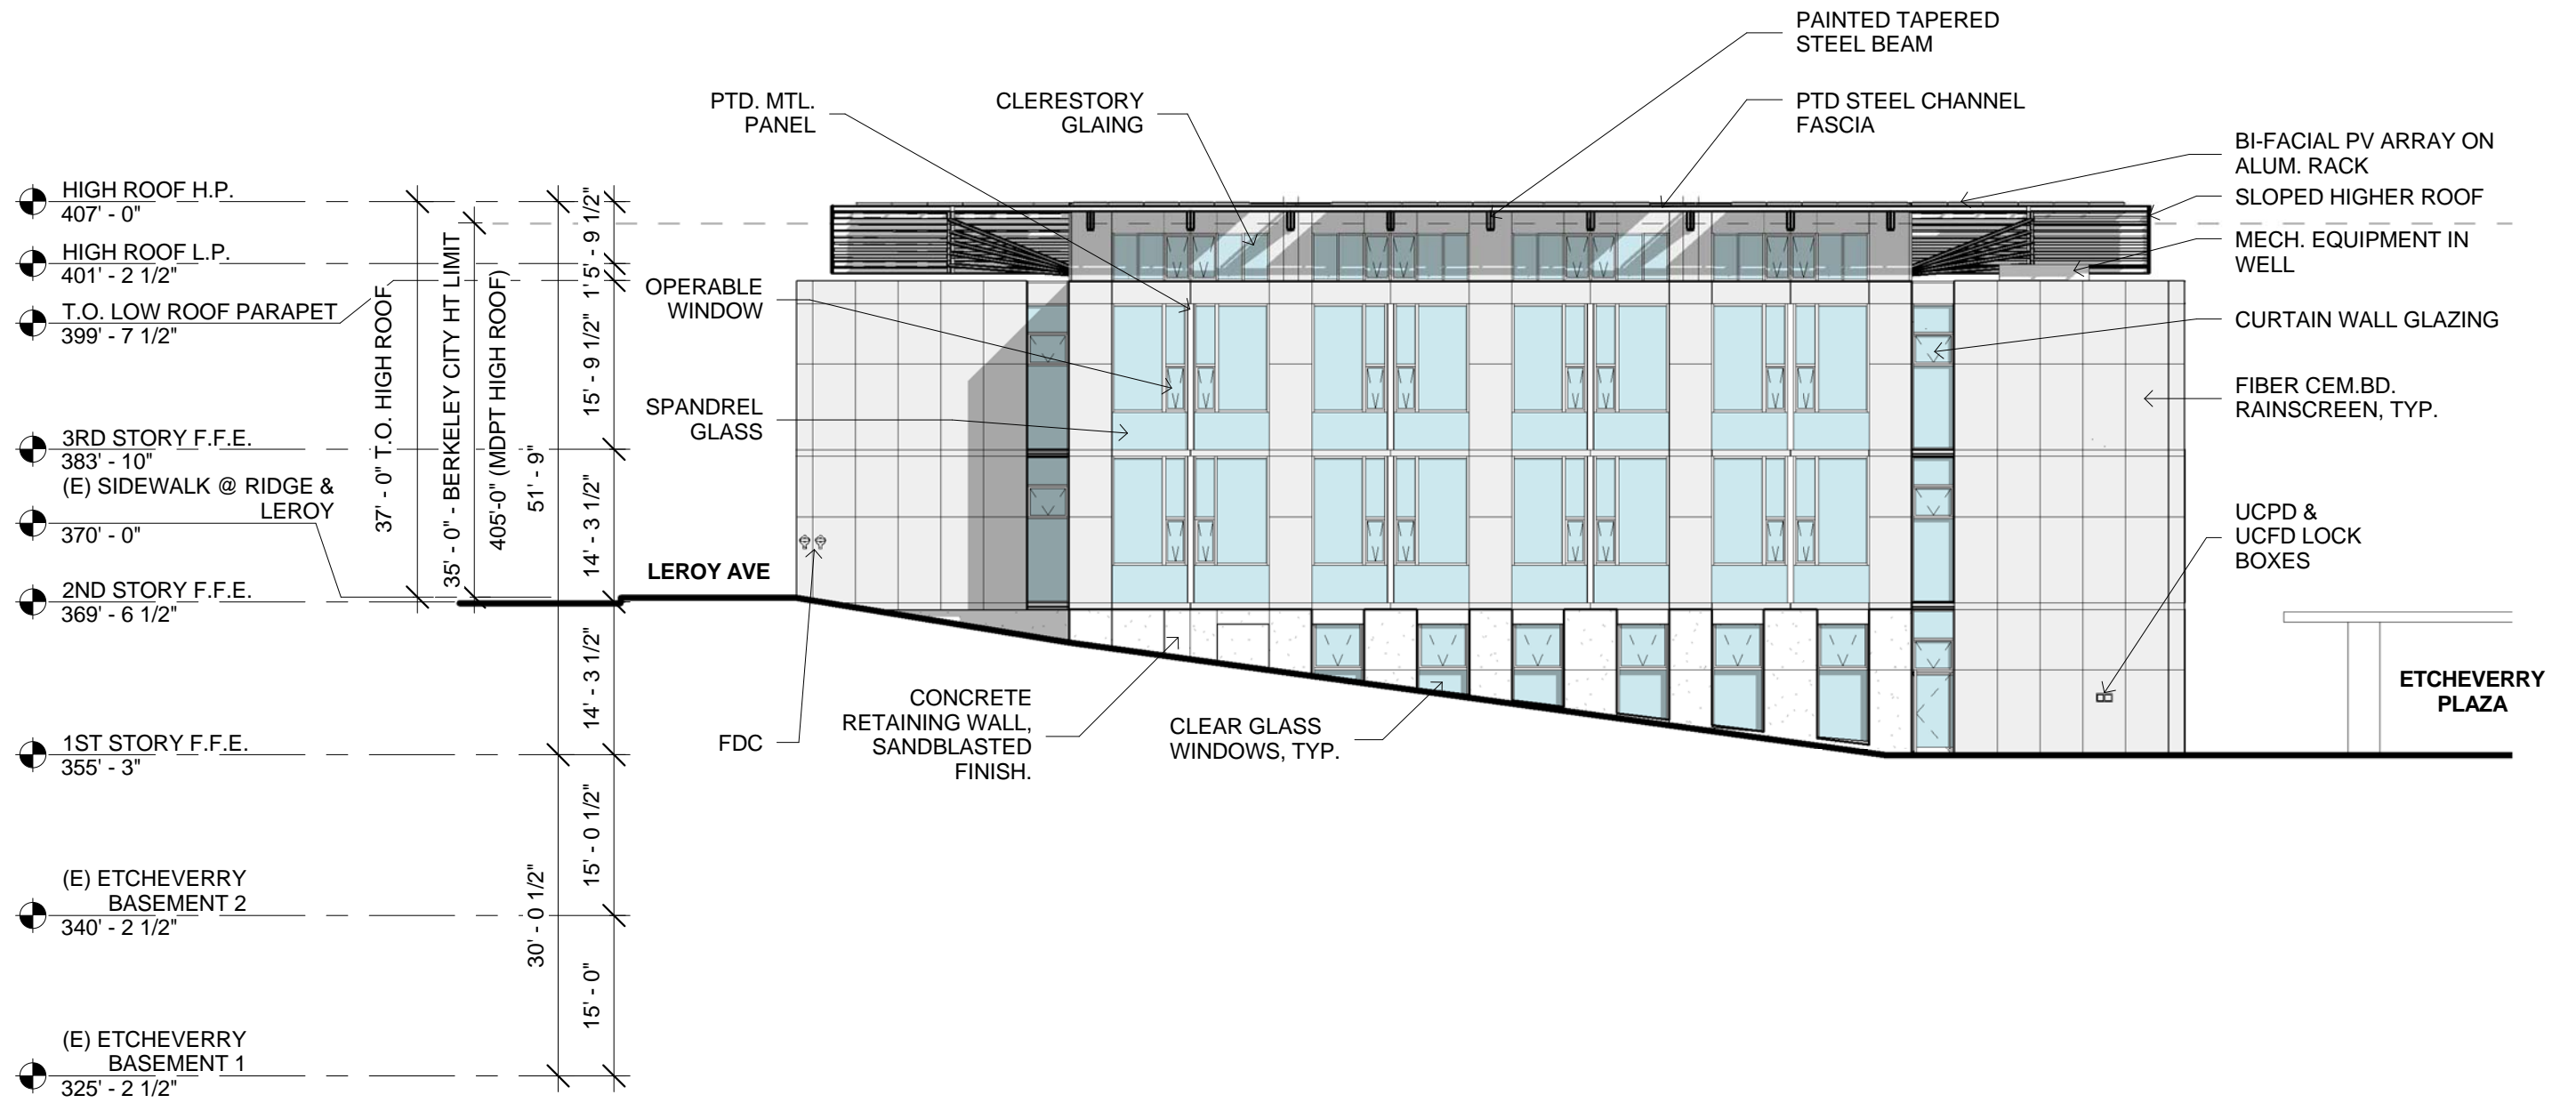 PAINTED TAPERED
STEEL BEAM
PTD. MTL.
PANEL
CLERESTORY
GLAING
PTD STEEL CHANNEL
FASCIA
BI-FACIAL PV ARRAY ON
ALUM. RACK
SLOPED HIGHER ROOF
MECH. EQUIPMENT IN
WELL
CURTAIN WALL GLAZING
FIBER CEM.BD.
RAINSCREEN, TYP.
UCPD &
UCFD LOCK
BOXES
ETCHEVERRY
PLAZA
HIGH ROOF H.P.
407' - 0"
HIGH ROOF L.P.
401' - 2 1/2"
T.O. LOW ROOF PARAPET
399' - 7 1/2"
3RD STORY F.F.E.
383' - 10"
(E) SIDEWALK @ RIDGE &
LEROY
370' - 0"
2ND STORY F.F.E.
369' - 6 1/2"
1ST STORY F.F.E.
355' - 3"
(E) ETCHEVERRY
BASEMENT 2
340' - 2 1/2"
(E) ETCHEVERRY
BASEMENT 1
325' - 2 1/2"
37' - 0" T.O. HIGH ROOF
35' - 0" - BERKELEY CITY HT LIMIT
405'-0" (MDPT HIGH ROOF)
51' - 9"
30' - 0 1/2"
5' - 9 1/2"
1'
15' - 9 1/2"
14' - 3 1/2"
14' - 3 1/2"
15' - 0 1/2"
15' - 0"
OPERABLE
WINDOW
SPANDREL
GLASS
LEROY AVE
FDC
CONCRETE
RETAINING WALL,
SANDBLASTED
FINISH.
CLEAR GLASS
WINDOWS, TYP.